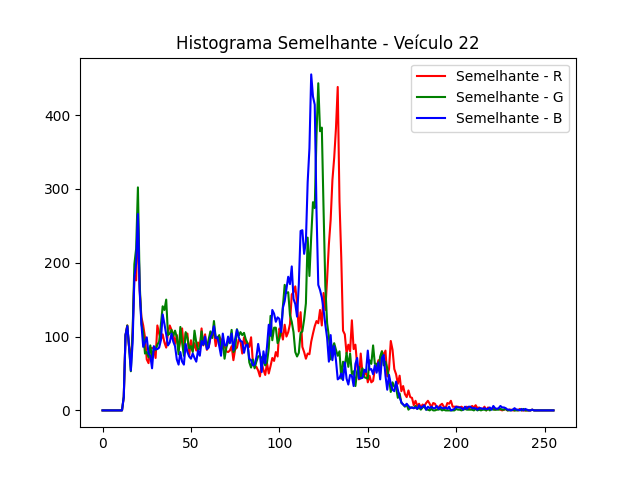 Histograma Semelhante - Veículo 22
Semelhante - R
Semelhante - G
Semelhante - B
400
300
200
100
0
0 50 100 150 200 250